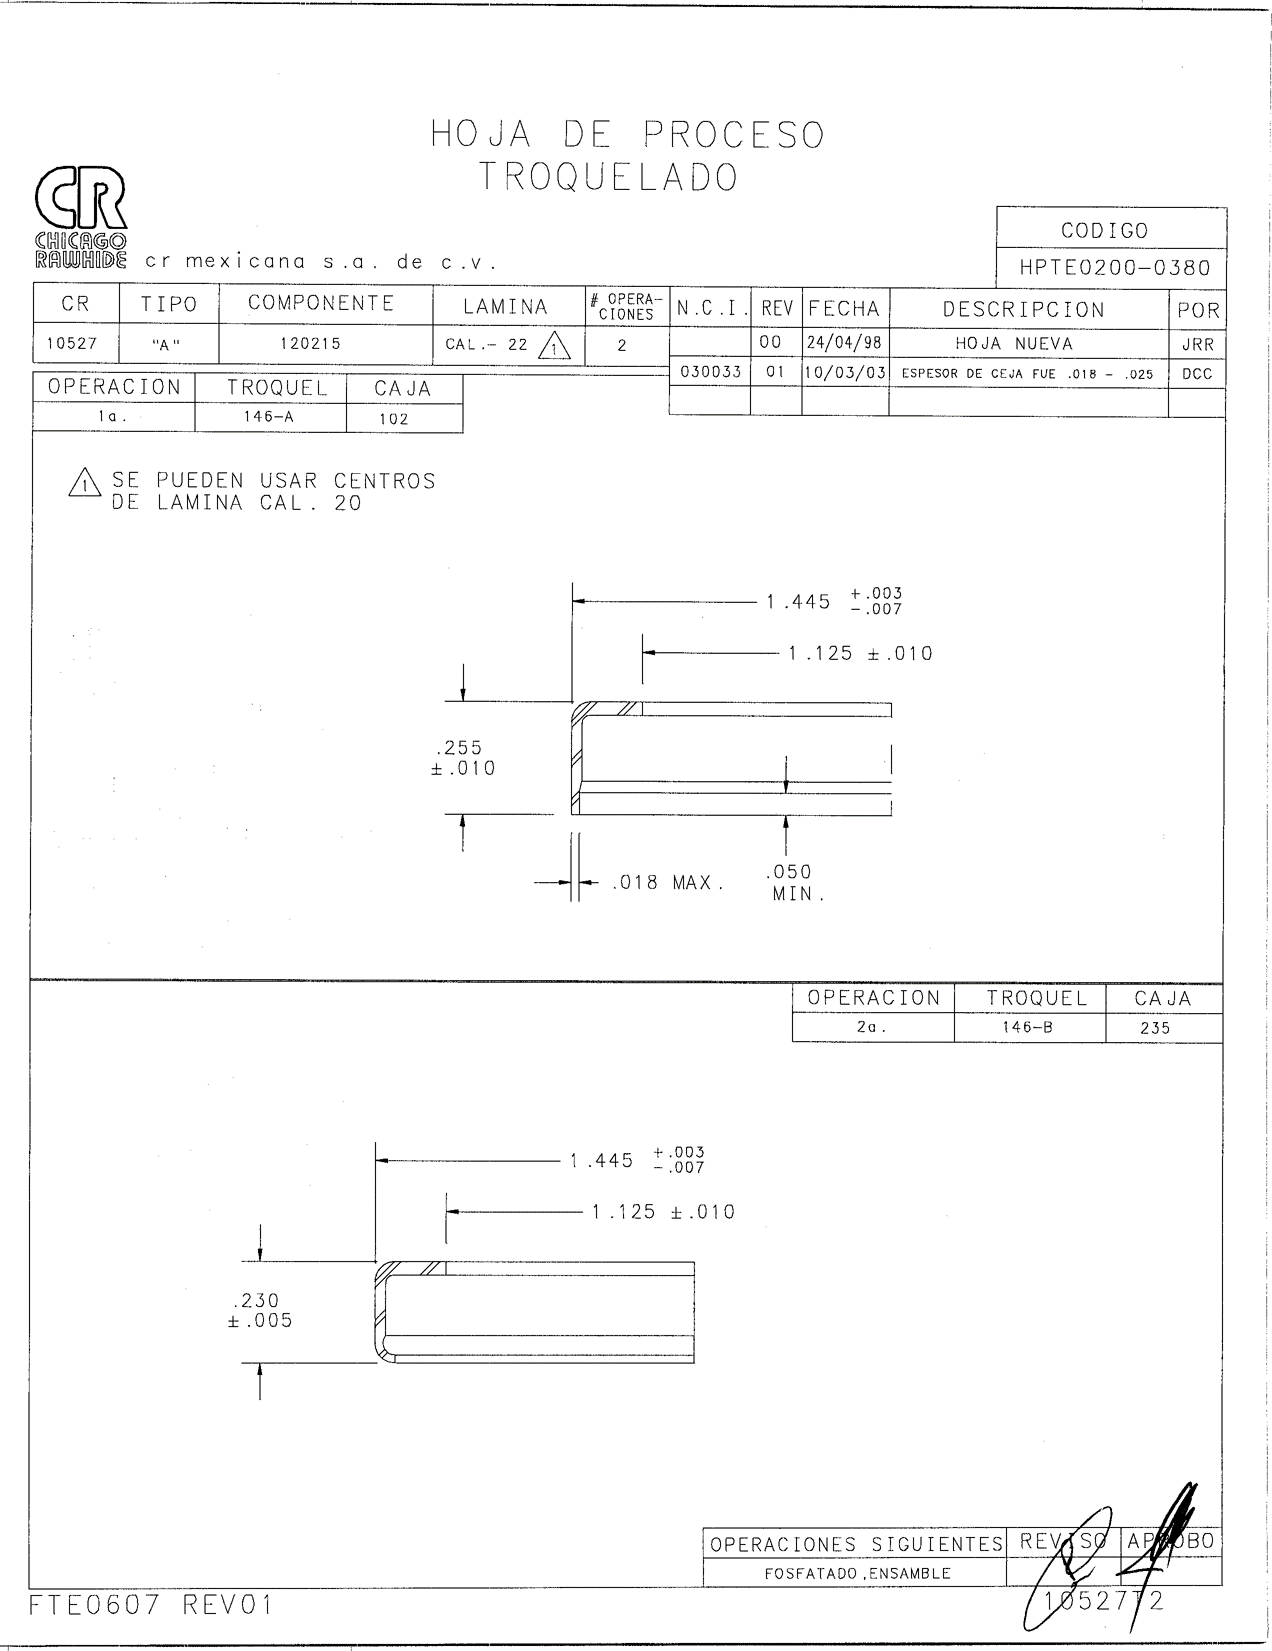 HOJA DE PROCESO
TROQUELADO
CR
CHICAGO
RAWHIDE
cr mexicana s.a. de c.v.
CODIGO
HPTE0200-0380
CR TIPO COMPONENTE LAMINA # OPERA-CIONES N.C.I. REV FECHA DESCRIPCION POR
10527 "A" 120215 CAL.- 22 1 2 00 24/04/98 HOJA NUEVA JRR
030033 01 10/03/03 ESPESOR DE CEJA FUE .018 - .025 DCC
OPERACION TROQUEL CAJA
1a. 146-A 102
1 SE PUEDEN USAR CENTROS
DE LAMINA CAL. 20
1.445 +.003 -.007
1.125 ±.010
.255
±.010
.018 MAX.
.050
MIN.
OPERACION TROQUEL CAJA
2a. 146-B 235
1.445 +.003 -.007
1.125 ±.010
.230
±.005
OPERACIONES SIGUIENTES REVISO APROBO
FOSFATADO,ENSAMBLE
FTE0607 REV01
10527T2